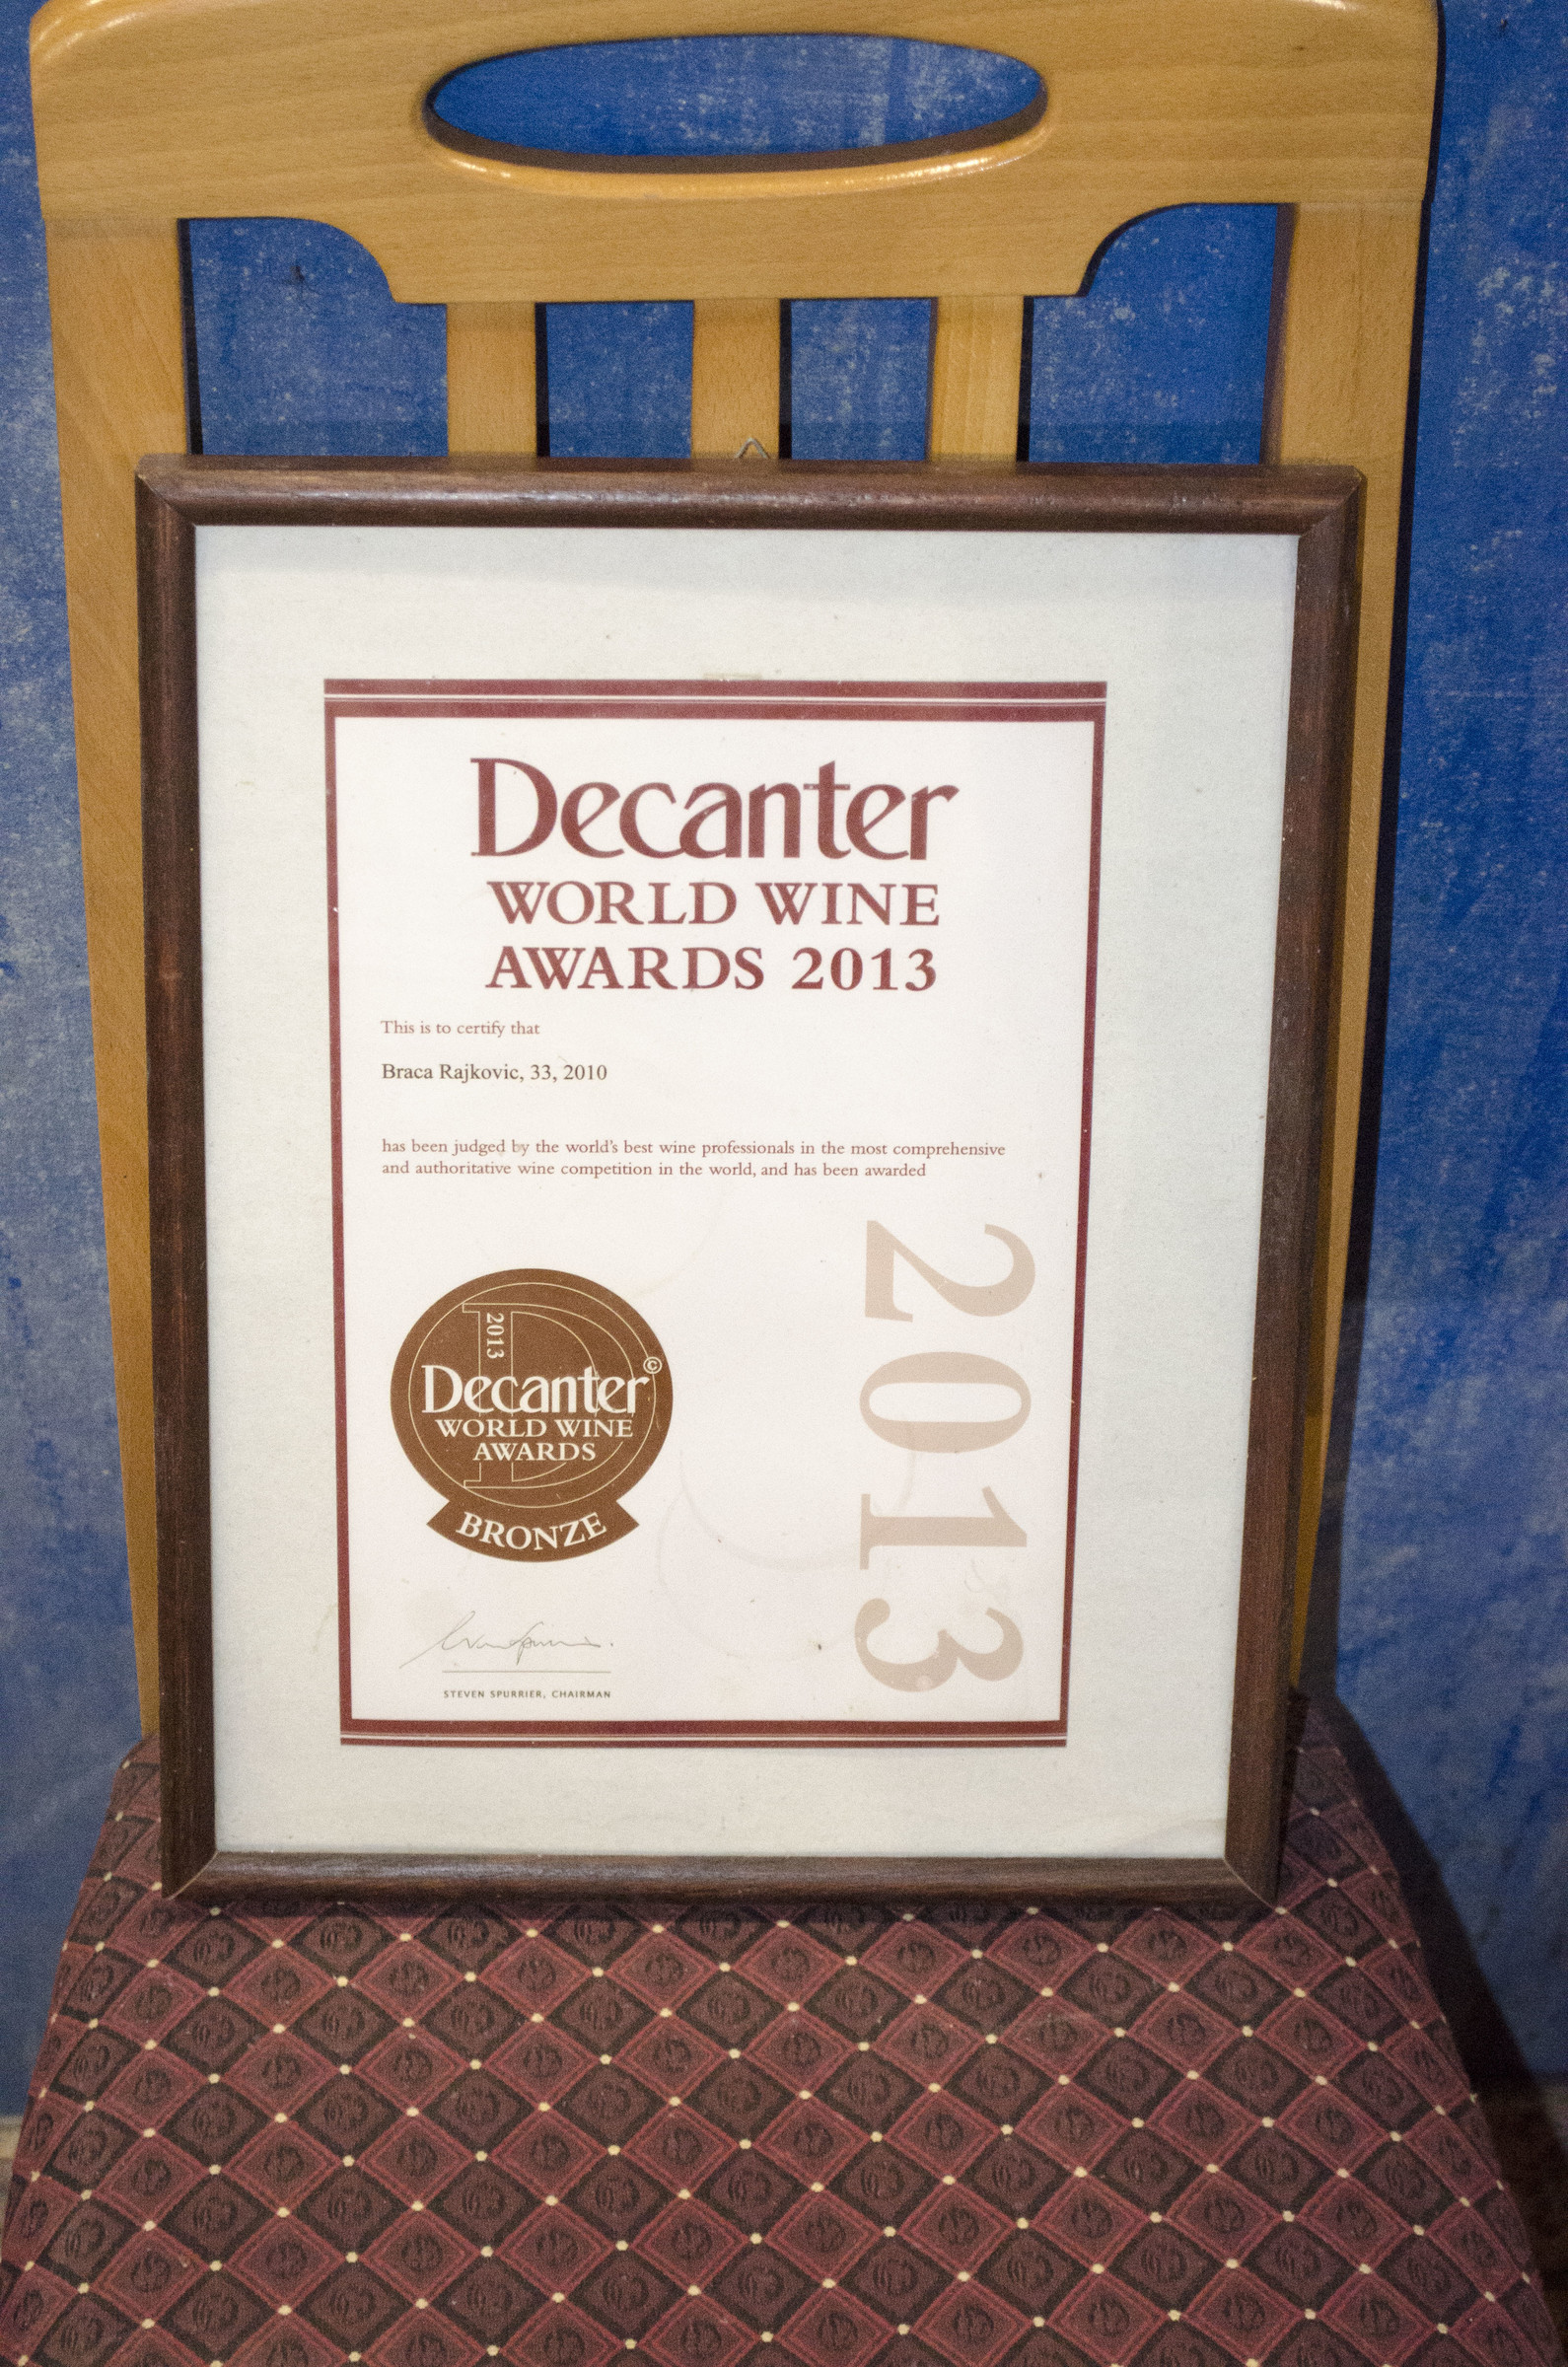 Decanter
WORLD WINE
AWARDS 2013
This is to certify that
Braca Rajkovic, 33, 2010
has been judged by the world's best wine professionals in the most comprehensive
and authoritative wine competition in the world, and has been awarded
2013
2013
Decanter©
WORLD WINE
AWARDS
BRONZE
STEVEN SPURRIER, CHAIRMAN